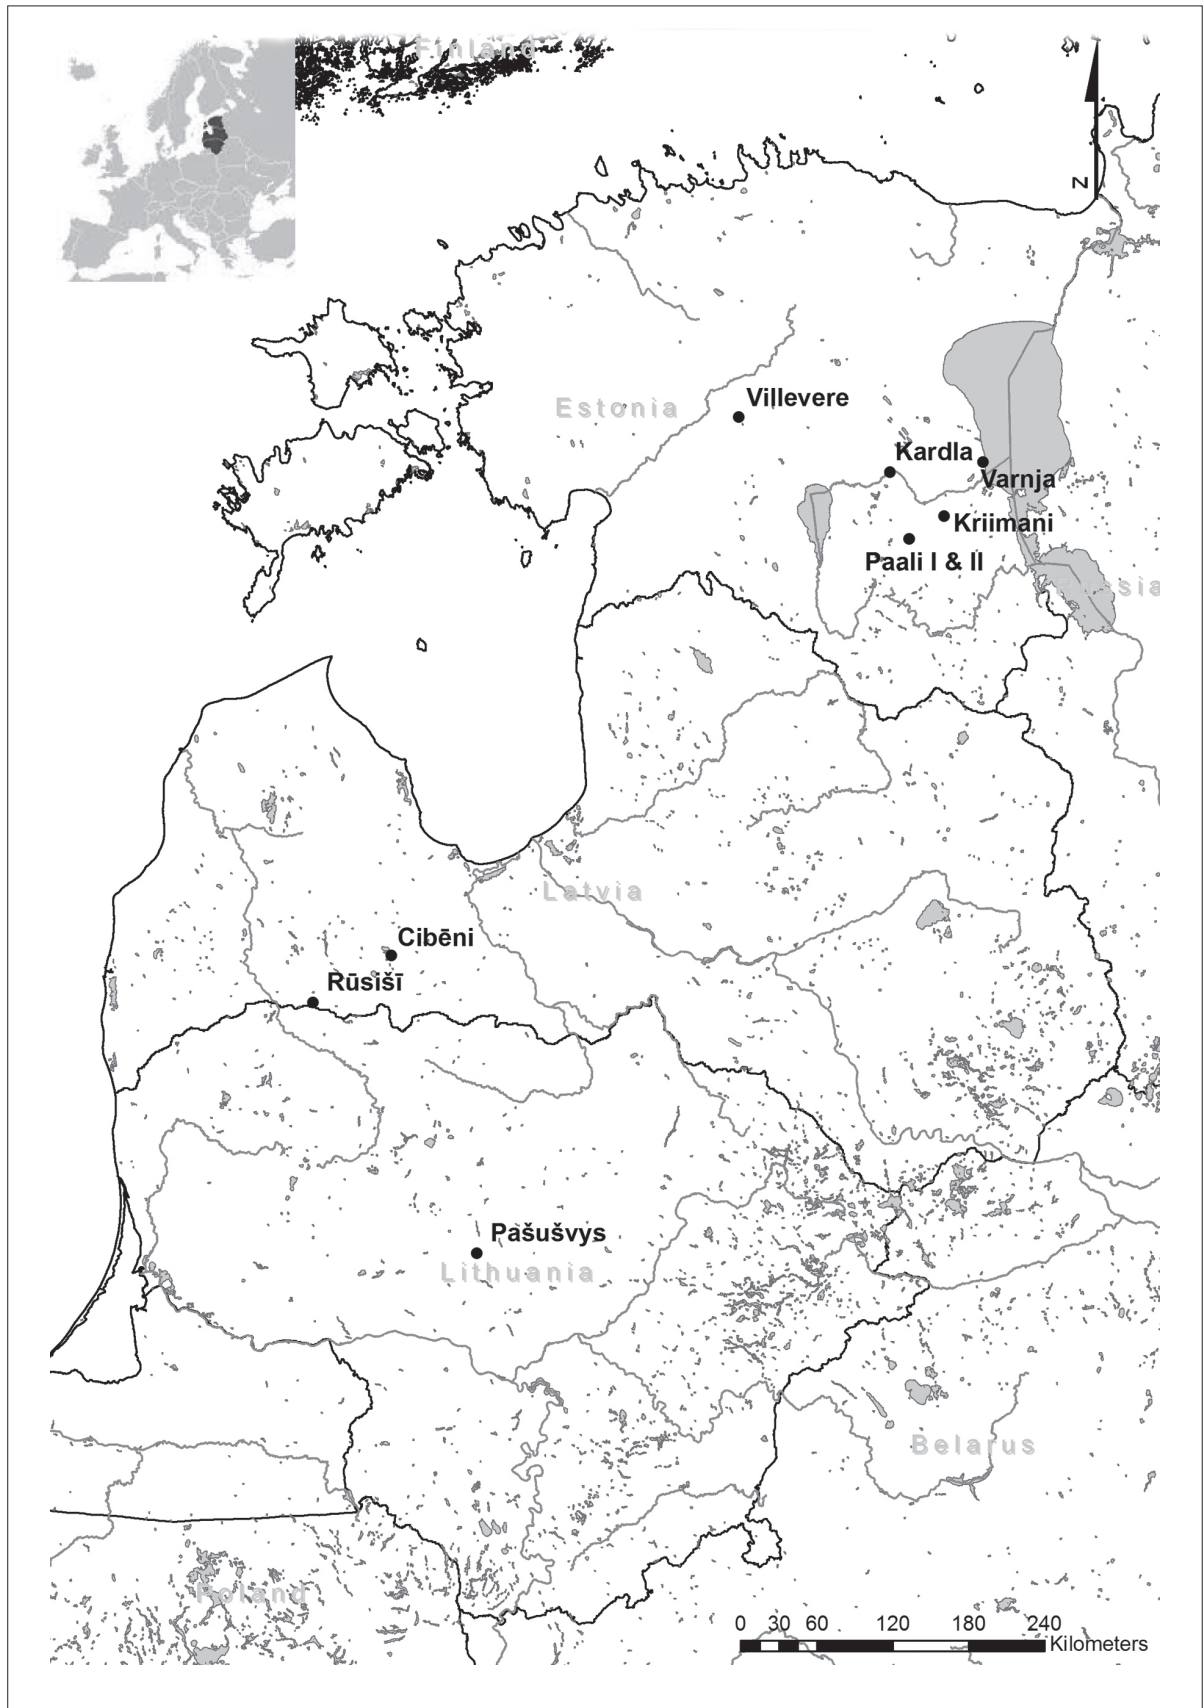 Finland
N
Estonia
Villevere
Kardla
Varnja
Kriimani
Paali I & II
Russia
Latvia
Cibēni
Rūsišī
Pašušvys
Lithuania
Belarus
Poland
0 30 60 120 180 240
Kilometers